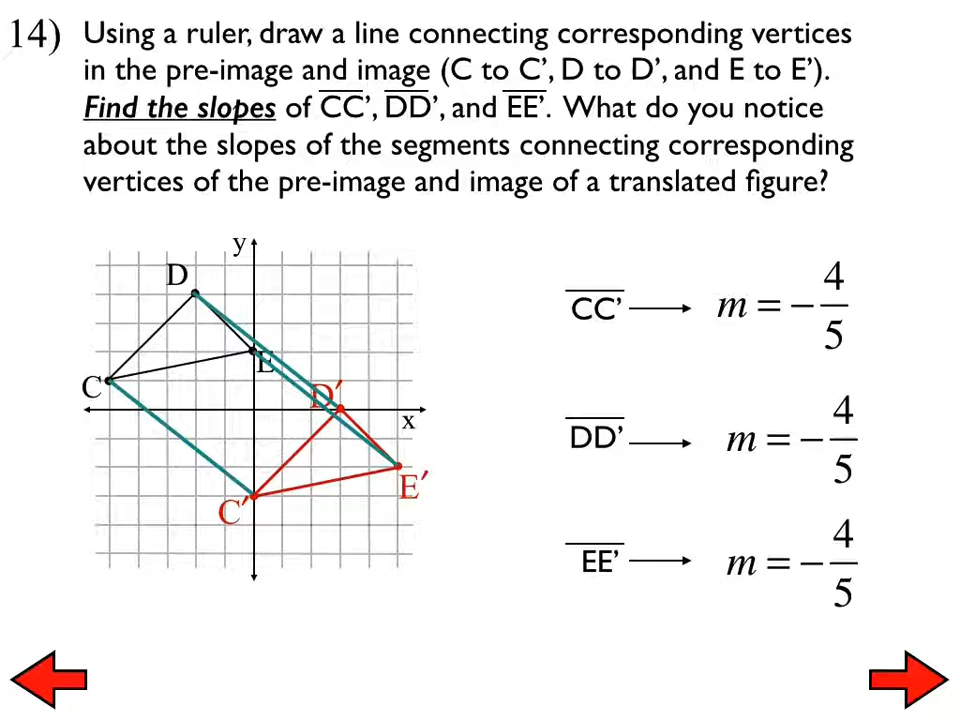 14) Using a ruler, draw a line connecting corresponding vertices
in the pre-image and image (C to C’, D to D’, and E to E’).
Find the slopes of CC’, DD’, and EE’. What do you notice
about the slopes of the segments connecting corresponding
vertices of the pre-image and image of a translated figure?
y
D
E
C
D′
x
E′
C′
CC’ → m = −4/5
DD’ → m = −4/5
EE’ → m = −4/5